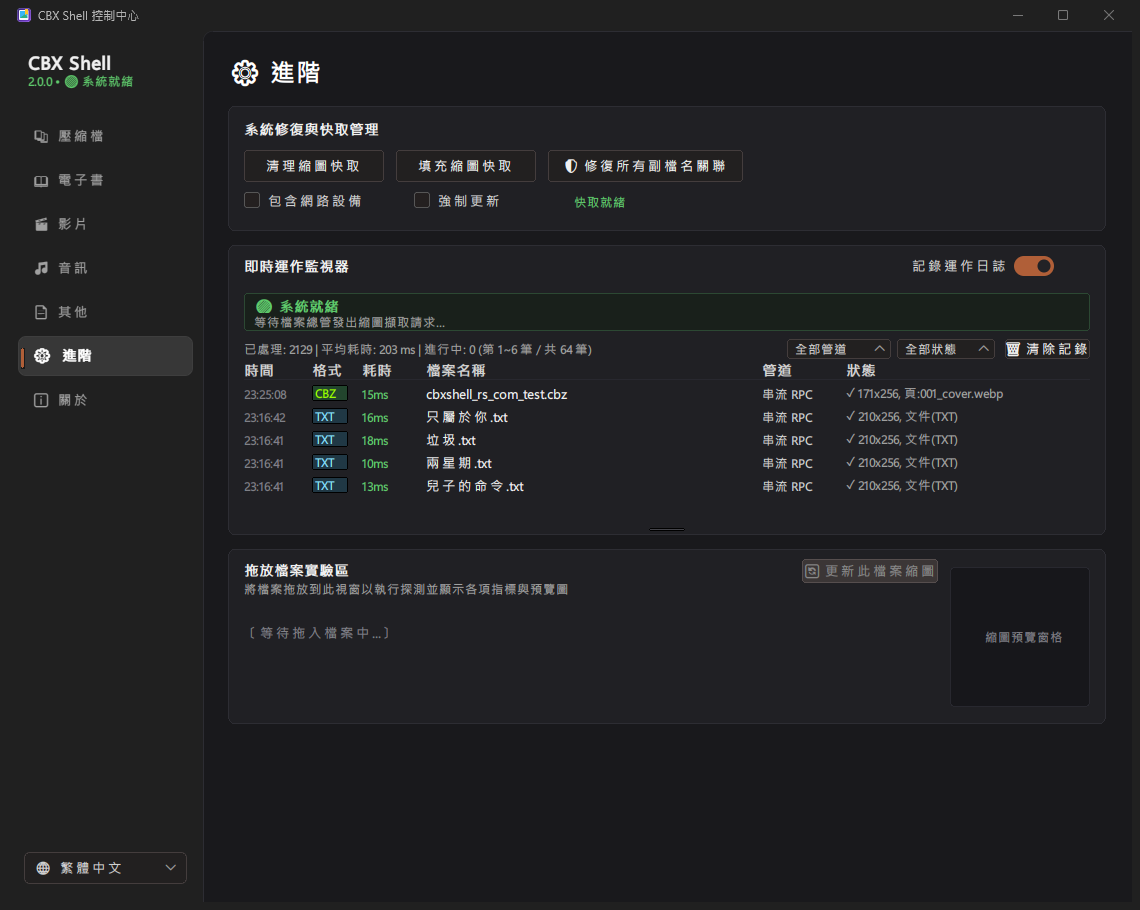 CBX Shell 控制中心
CBX Shell
2.0.0 • 系統就緒
壓縮檔
電子書
影片
音訊
其他
進階
關於
繁體中文
進階
系統修復與快取管理
清理縮圖快取 填充縮圖快取 修復所有副檔名關聯
包含網路設備 強制更新 快取就緒
即時運作監視器 記錄運作日誌
系統就緒
等待檔案總管發出縮圖擷取請求...
已處理: 2129 | 平均耗時: 203 ms | 進行中: 0 (第 1~6 筆 / 共 64 筆) 全部管道 全部狀態 清除記錄
時間 格式 耗時 檔案名稱 管道 狀態
23:25:08 CBZ 15ms cbxshell_rs_com_test.cbz 串流 RPC ✓ 171x256, 頁:001_cover.webp
23:16:42 TXT 16ms 只屬於你.txt 串流 RPC ✓ 210x256, 文件(TXT)
23:16:41 TXT 18ms 垃圾.txt 串流 RPC ✓ 210x256, 文件(TXT)
23:16:41 TXT 10ms 兩星期.txt 串流 RPC ✓ 210x256, 文件(TXT)
23:16:41 TXT 13ms 兒子的命令.txt 串流 RPC ✓ 210x256, 文件(TXT)
拖放檔案實驗區 更新此檔案縮圖
將檔案拖放到此視窗以執行探測並顯示各項指標與預覽圖
〔等待拖入檔案中...〕
縮圖預覽窗格